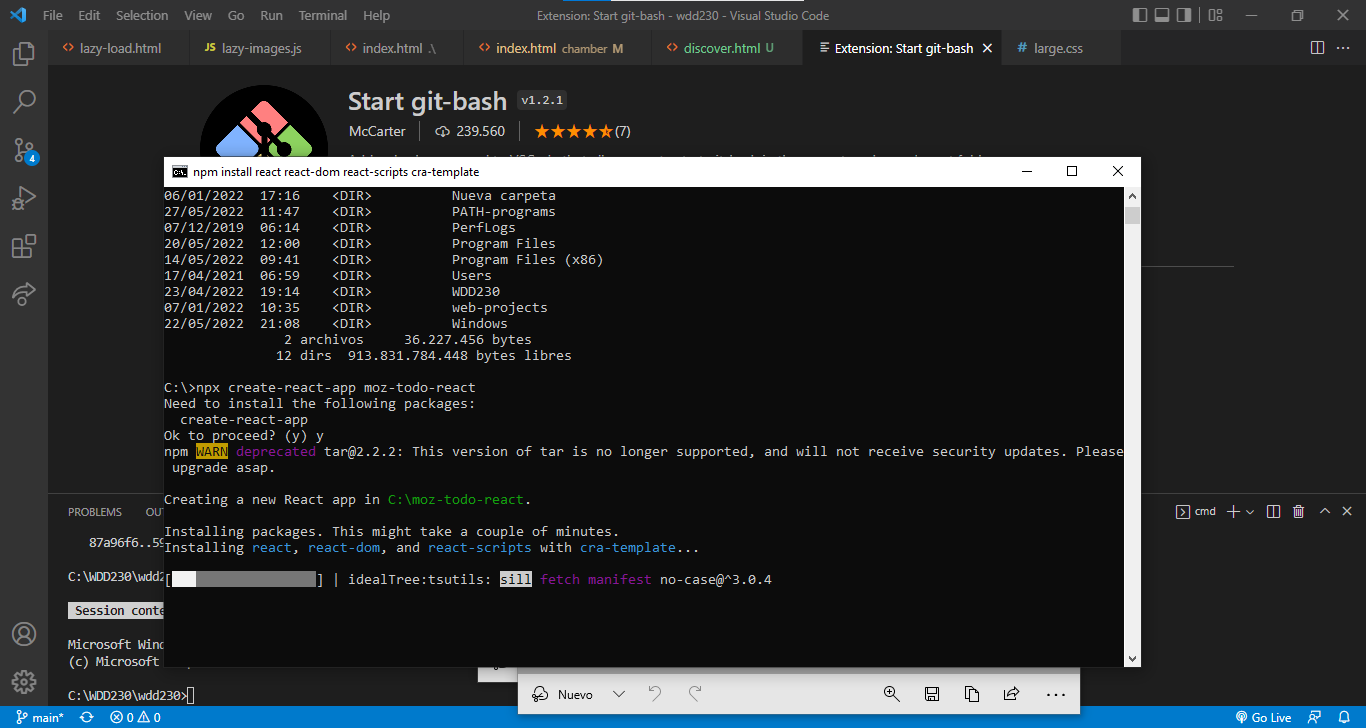 File Edit Selection View Go Run Terminal Help Extension: Start git-bash - wdd230 - Visual Studio Code
lazy-load.html JS lazy-images.js index.html .\ index.html chamber M discover.html U Extension: Start git-bash # large.css
Start git-bash v1.2.1
McCarter 239.560 (7)
npm install react react-dom react-scripts cra-template
06/01/2022 17:16 <DIR> Nueva carpeta
27/05/2022 11:47 <DIR> PATH-programs
07/12/2019 06:14 <DIR> PerfLogs
20/05/2022 12:00 <DIR> Program Files
14/05/2022 09:41 <DIR> Program Files (x86)
17/04/2021 06:59 <DIR> Users
23/04/2022 19:14 <DIR> WDD230
07/01/2022 10:35 <DIR> web-projects
22/05/2022 21:08 <DIR> Windows
2 archivos 36.227.456 bytes
12 dirs 913.831.784.448 bytes libres
C:\>npx create-react-app moz-todo-react
Need to install the following packages:
create-react-app
Ok to proceed? (y) y
npm WARN deprecated tar@2.2.2: This version of tar is no longer supported, and will not receive security updates. Please
upgrade asap.
Creating a new React app in C:\moz-todo-react.
Installing packages. This might take a couple of minutes.
Installing react, react-dom, and react-scripts with cra-template...
[ ] | idealTree:tsutils: sill fetch manifest no-case@^3.0.4
4
PROBLEMS OU cmd
87a96f6..59
C:\WDD230\wdd2
Session conte
Microsoft Wind
(c) Microsoft
C:\WDD230\wdd230>
Nuevo
main* 0 0 Go Live